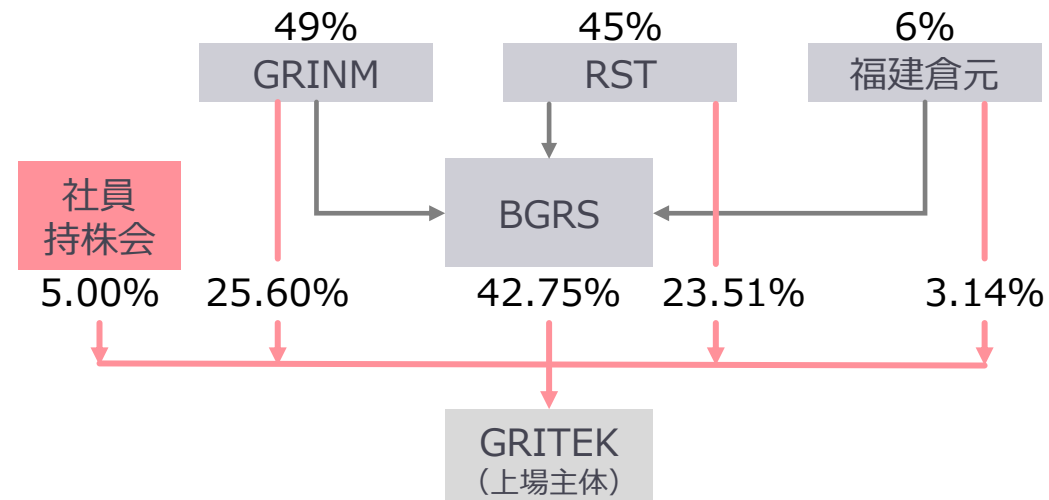 49%
45%
6%
GRINM
RST
福建倉元
社員
持株会
BGRS
5.00%
25.60%
42.75%
23.51%
3.14%
GRITEK
（上場主体）